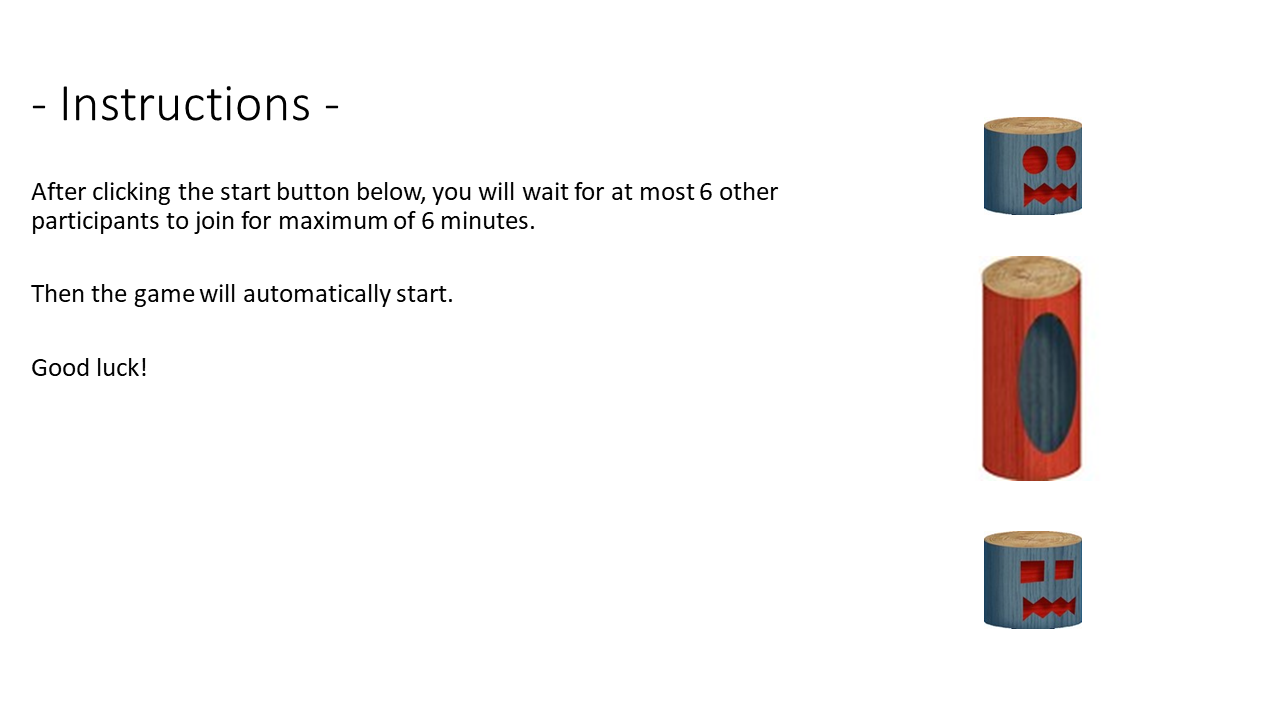 - Instructions -
After clicking the start button below, you will wait for at most 6 other
participants to join for maximum of 6 minutes.
Then the game will automatically start.
Good luck!